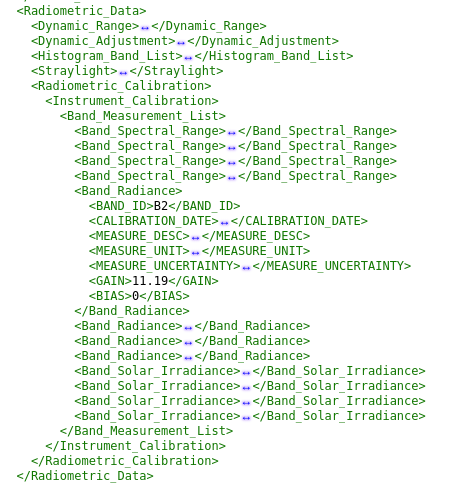 <Radiometric_Data>
<Dynamic_Range>↔</Dynamic_Range>
<Dynamic_Adjustment>↔</Dynamic_Adjustment>
<Histogram_Band_List>↔</Histogram_Band_List>
<Straylight>↔</Straylight>
<Radiometric_Calibration>
<Instrument_Calibration>
<Band_Measurement_List>
<Band_Spectral_Range>↔</Band_Spectral_Range>
<Band_Spectral_Range>↔</Band_Spectral_Range>
<Band_Spectral_Range>↔</Band_Spectral_Range>
<Band_Spectral_Range>↔</Band_Spectral_Range>
<Band_Radiance>
<BAND_ID>B2</BAND_ID>
<CALIBRATION_DATE>↔</CALIBRATION_DATE>
<MEASURE_DESC>↔</MEASURE_DESC>
<MEASURE_UNIT>↔</MEASURE_UNIT>
<MEASURE_UNCERTAINTY>↔</MEASURE_UNCERTAINTY>
<GAIN>11.19</GAIN>
<BIAS>0</BIAS>
</Band_Radiance>
<Band_Radiance>↔</Band_Radiance>
<Band_Radiance>↔</Band_Radiance>
<Band_Radiance>↔</Band_Radiance>
<Band_Solar_Irradiance>↔</Band_Solar_Irradiance>
<Band_Solar_Irradiance>↔</Band_Solar_Irradiance>
<Band_Solar_Irradiance>↔</Band_Solar_Irradiance>
<Band_Solar_Irradiance>↔</Band_Solar_Irradiance>
</Band_Measurement_List>
</Instrument_Calibration>
</Radiometric_Calibration>
</Radiometric_Data>